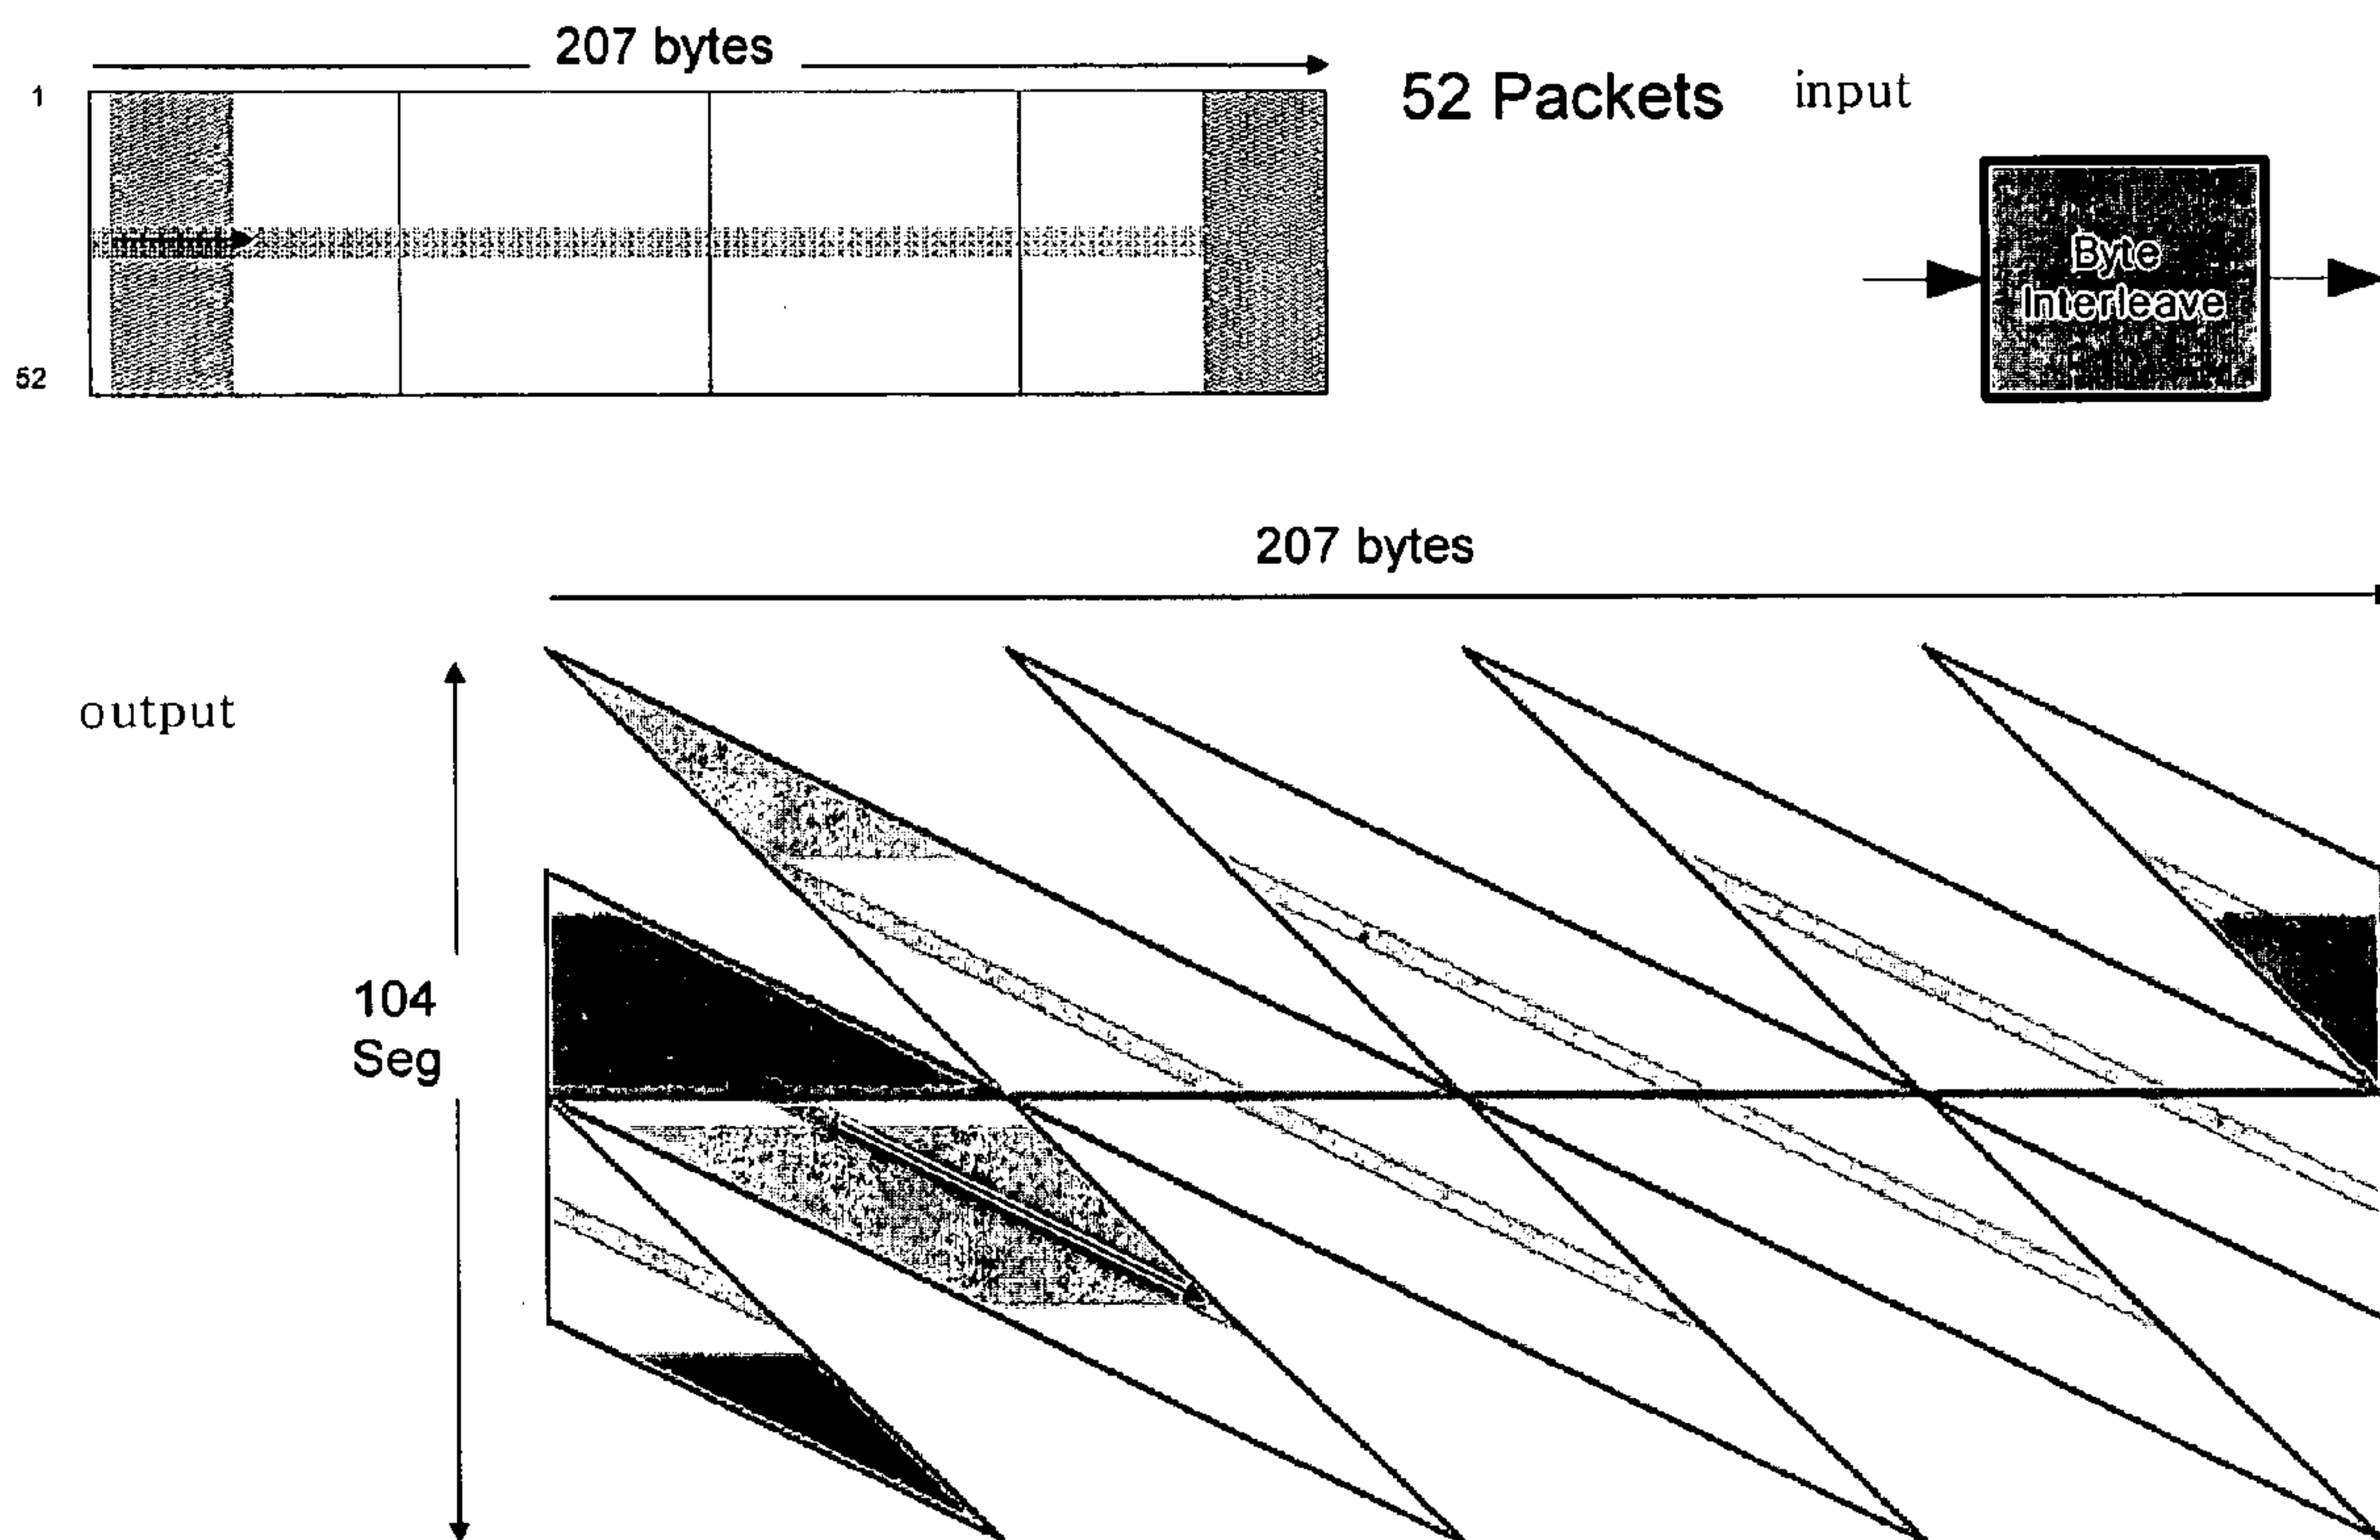 207 bytes
1
52 Packets input
52
Byte
Interleave
207 bytes
output
104
Seg